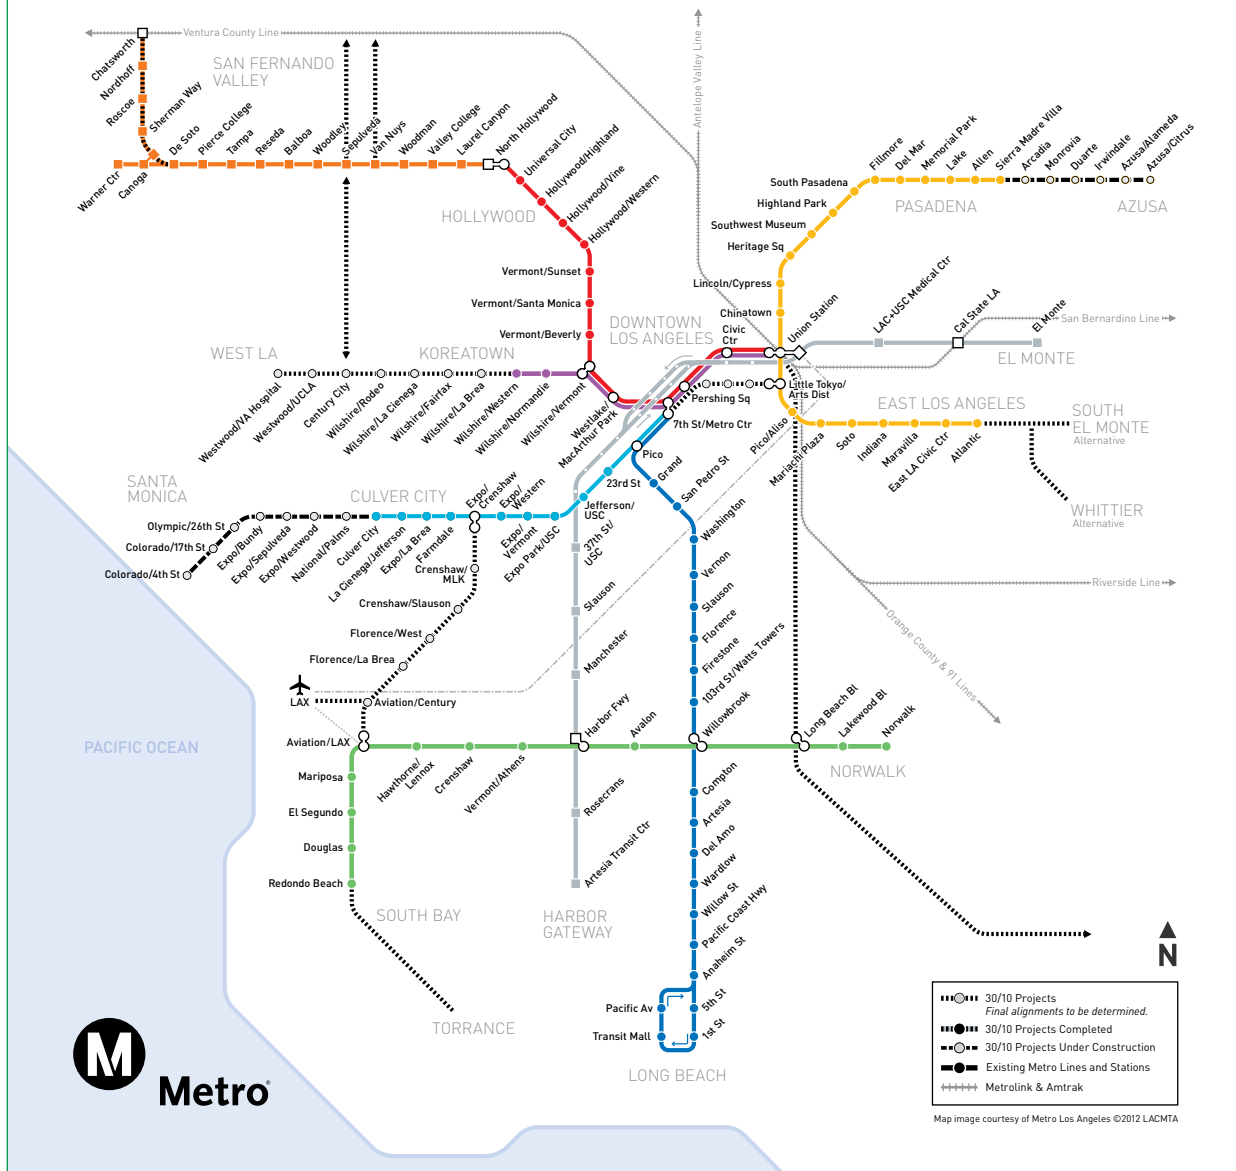 Ventura County Line
Antelope Valley Line
SAN FERNANDO
VALLEY
Chatsworth
Nordhoff
Roscoe
Sherman Way
Warner Ctr
Canoga
De Soto
Pierce College
Tampa
Reseda
Balboa
Woodley
Sepulveda
Van Nuys
Woodman
Valley College
Laurel Canyon
North Hollywood
Universal City
Hollywood/Highland
Hollywood/Vine
Hollywood/Western
HOLLYWOOD
Vermont/Sunset
Vermont/Santa Monica
Vermont/Beverly
Fillmore
Del Mar
Memorial Park
Lake
Allen
Sierra Madre Villa
Arcadia
Monrovia
Duarte
Irwindale
Azusa/Alameda
Azusa/Citrus
South Pasadena
Highland Park
Southwest Museum
Heritage Sq
Lincoln/Cypress
Chinatown
PASADENA
AZUSA
DOWNTOWN
LOS ANGELES
Civic
Ctr
Union Station
LAC+USC Medical Ctr
Cal State LA
El Monte
San Bernardino Line
EL MONTE
WEST LA
KOREATOWN
Westwood/VA Hospital
Westwood/UCLA
Century City
Wilshire/Rodeo
Wilshire/La Cienega
Wilshire/Fairfax
Wilshire/La Brea
Wilshire/Western
Wilshire/Normandie
Wilshire/Vermont
Westlake/
MacArthur Park
Pershing Sq
7th St/Metro Ctr
Little Tokyo/
Arts Dist
Pico/Aliso
Mariachi Plaza
Soto
Indiana
Maravilla
East LA Civic Ctr
Atlantic
EAST LOS ANGELES
SOUTH
EL MONTE
Alternative
WHITTIER
Alternative
SANTA
MONICA
CULVER CITY
Olympic/26th St
Colorado/17th St
Colorado/4th St
Expo/Bundy
Expo/Sepulveda
Expo/Westwood
National/Palms
Culver City
La Cienega/Jefferson
Expo/La Brea
Farmdale
Expo/
Crenshaw
Expo/
Western
Expo/
Vermont
Expo Park/USC
Jefferson/
USC
23rd St
Pico
Grand
San Pedro St
Washington
Vernon
Slauson
Florence
Firestone
103rd St/Watts Towers
Willowbrook
37th St/
USC
Slauson
Manchester
Harbor Fwy
Crenshaw/
MLK
Crenshaw/Slauson
Florence/West
Florence/La Brea
LAX
Aviation/Century
Aviation/LAX
Riverside Line
Orange County & 91 Lines
PACIFIC OCEAN
Mariposa
El Segundo
Douglas
Redondo Beach
Hawthorne/
Lennox
Crenshaw
Vermont/Athens
Avalon
Long Beach Bl
Lakewood Bl
Norwalk
NORWALK
Rosecrans
Artesia Transit Ctr
Compton
Artesia
Del Amo
Wardlow
Willow St
Pacific Coast Hwy
Anaheim St
Pacific Av
5th St
Transit Mall
1st St
SOUTH BAY
HARBOR
GATEWAY
TORRANCE
LONG BEACH
N
M
Metro®
30/10 Projects
Final alignments to be determined.
30/10 Projects Completed
30/10 Projects Under Construction
Existing Metro Lines and Stations
Metrolink & Amtrak
Map image courtesy of Metro Los Angeles ©2012 LACMTA